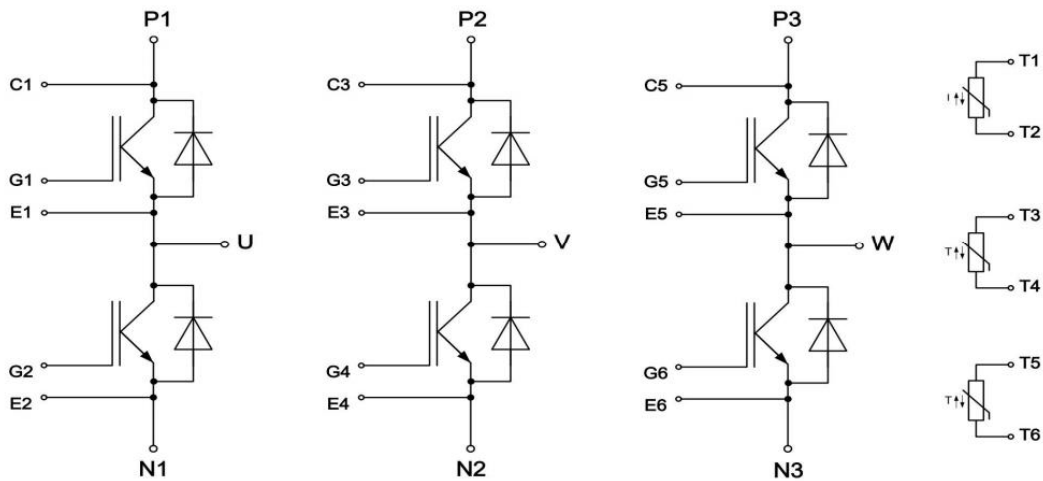 P1 P2 P3
C1 C3 C5 T1
I
T2
G1 G3 G5
E1 E3 E5 T3
U V W T
T4
G2 G4 G6 T5
T
E2 E4 E6 T6
N1 N2 N3